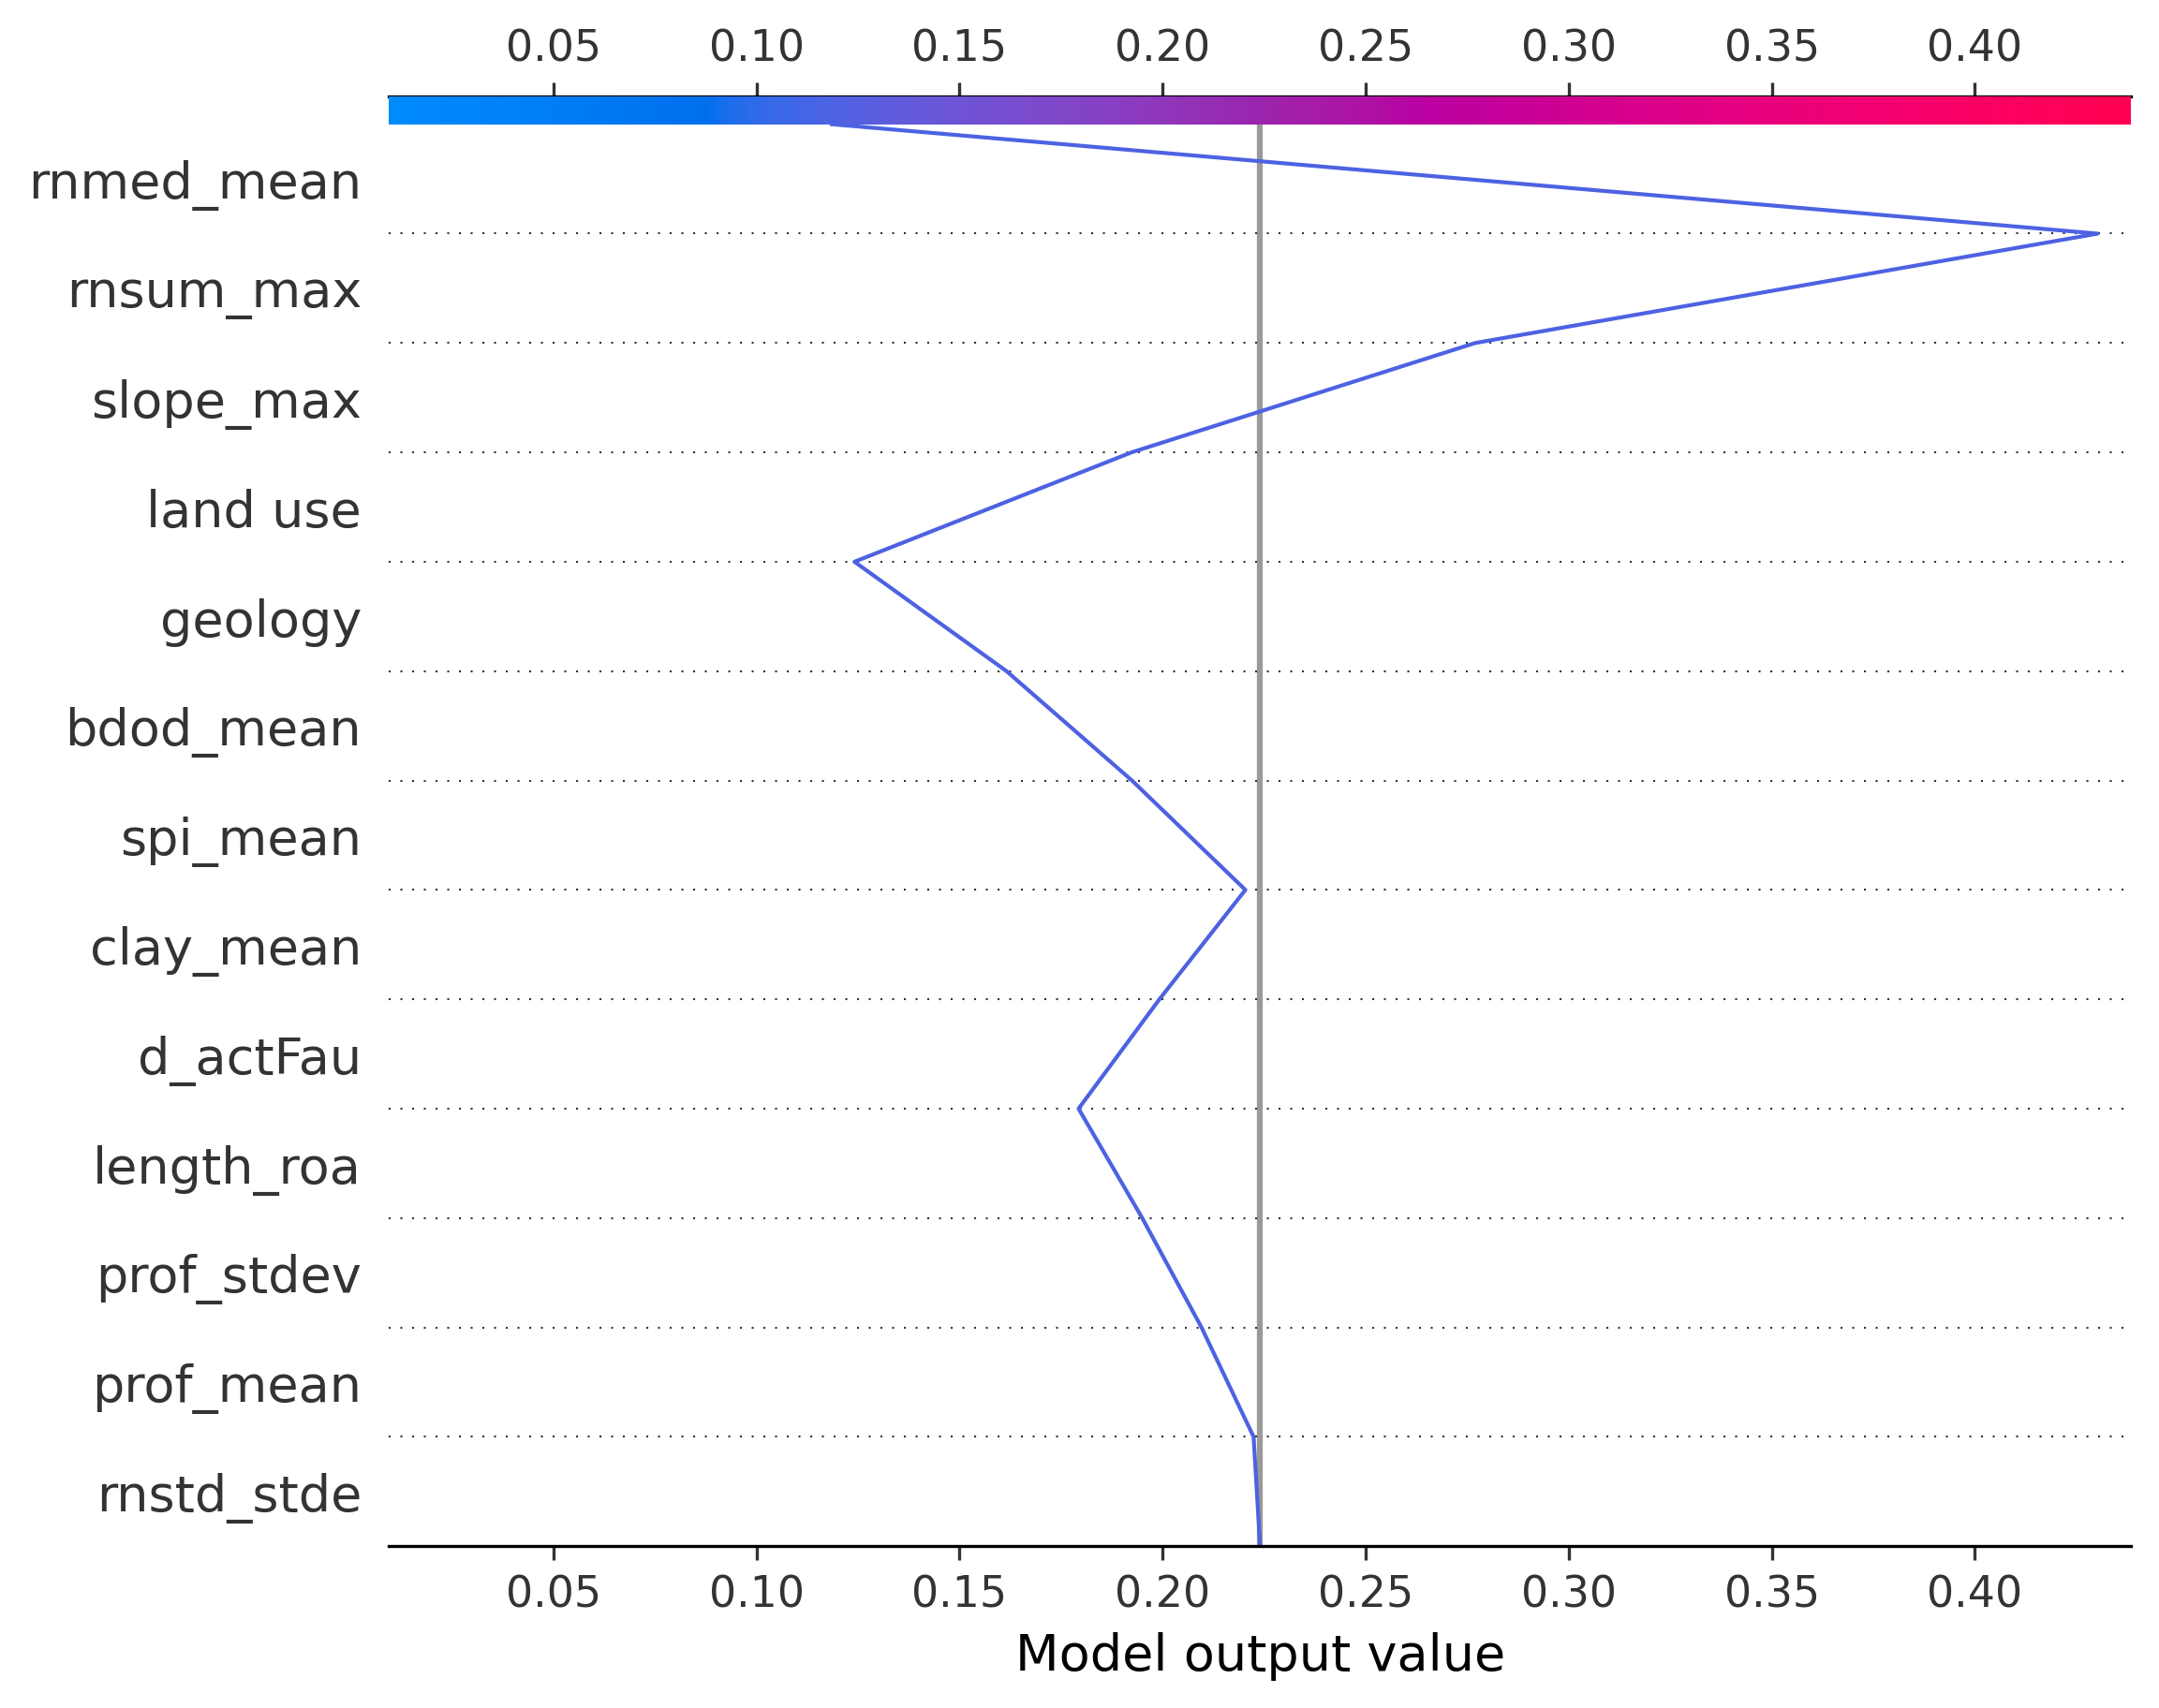 0.05 0.10 0.15 0.20 0.25 0.30 0.35 0.40
rnmed_mean
rnsum_max
slope_max
land use
geology
bdod_mean
spi_mean
clay_mean
d_actFau
length_roa
prof_stdev
prof_mean
rnstd_stde
0.05 0.10 0.15 0.20 0.25 0.30 0.35 0.40
Model output value